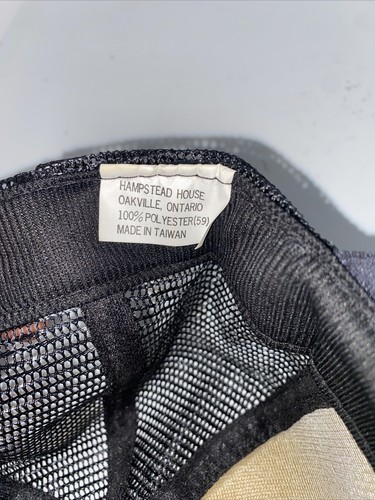 HAMPSTEAD HOUSE
OAKVILLE, ONTARIO
100% POLYESTER(59)
MADE IN TAIWAN